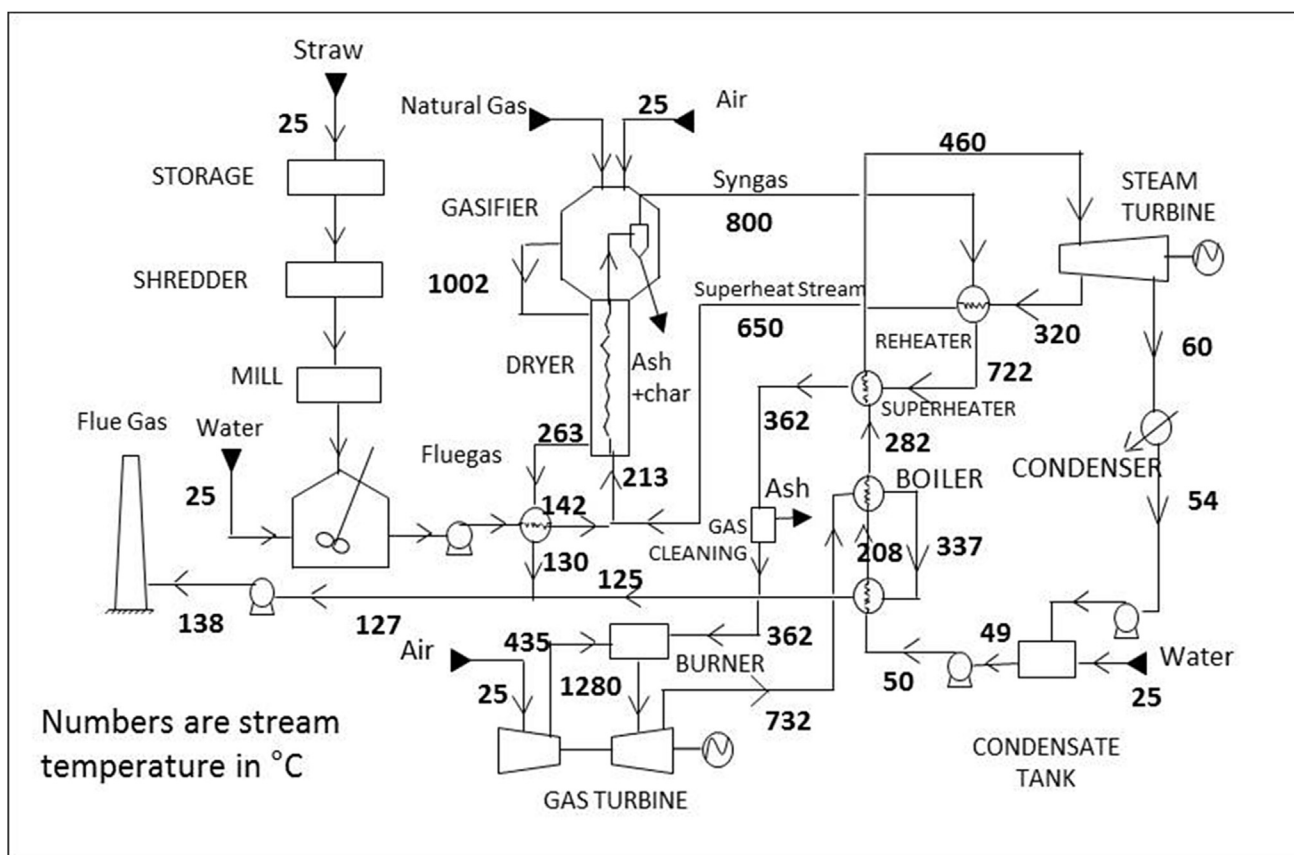 Straw
25
Natural Gas
25
Air
460
STORAGE
GASIFIER
Syngas
800
STEAM
TURBINE
SHREDDER
1002
Superheat Stream
650
320
REHEATER
60
MILL
DRYER
Ash
+char
722
SUPERHEATER
Flue Gas
Water
362
282
263
Fluegas
213
BOILER
CONDENSER
25
142
Ash
GAS
CLEANING
54
130
208
337
125
138
127
435
362
49
Air
BURNER
Water
25
1280
732
50
25
Numbers are stream
temperature in °C
CONDENSATE
TANK
GAS TURBINE